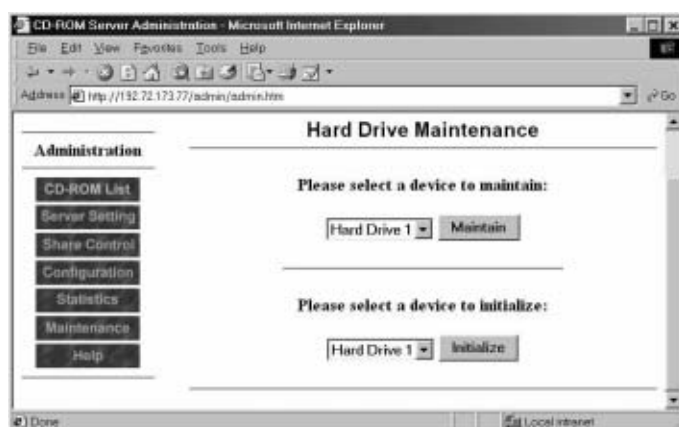 CD-ROM Server Administration - Microsoft Internet Explorer
File Edit View Favorites Tools Help
Address http://192.72.173.77/admin/admin.htm Go
Administration
CD-ROM List
Server Setting
Share Control
Configuration
Statistics
Maintenance
Help
Hard Drive Maintenance
Please select a device to maintain:
Hard Drive 1 Maintain
Please select a device to initialize:
Hard Drive 1 Initialize
Done Local intranet